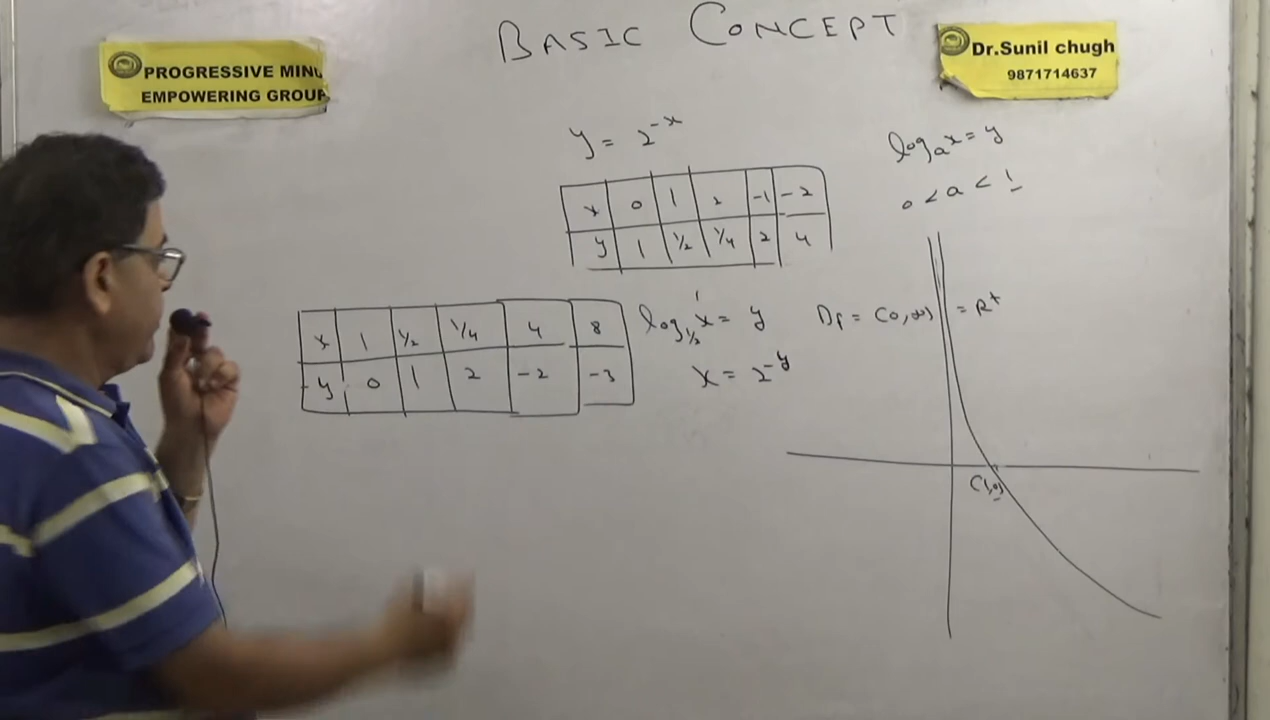 BASIC CONCEPT
PROGRESSIVE MIND
EMPOWERING GROUP
Dr.Sunil chugh
9871714637
y = 2^-x
x 0 1 2 -1 -2
y 1 1/2 1/4 2 4
log_a x = y
0 < a < 1
x 1 1/2 1/4 4 8
y 0 1 2 -2 -3
log_1/2 x^1 = y
x = 2^-y
Df = (0,∞) = R^+
(1,0)